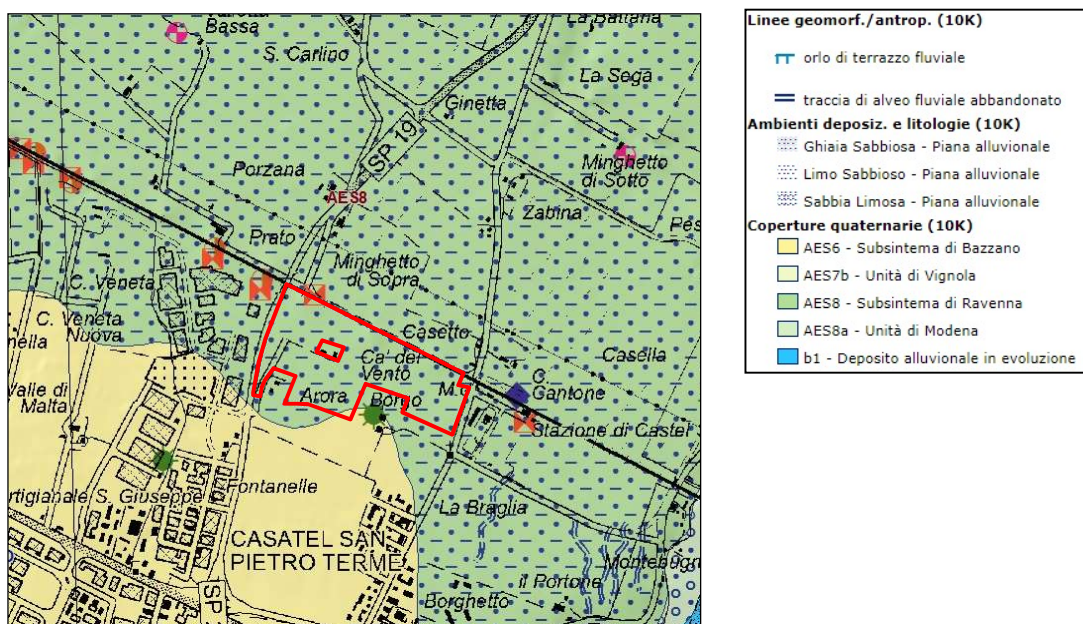 Bassa
S. Carlino
La Battana
La Sega
Ginetta
SP 19
Porzana
Minghetto
di Sotto
AES8
Zabina
Prato
Minghetto
di Sopra
C. Veneta
C. Veneta
Nuova
Casetto
Casella
Ca' del
Vento
Valle di
Malta
Arora
Borgo
C.
Cantone
Stazione di Castel S
Fontanelle
rtigianale S. Giuseppe
La Braglia
CASATEL SAN
PIETRO TERME
Il Portone
SP
Borghetto
Linee geomorf./antrop. (10K)
orlo di terrazzo fluviale
traccia di alveo fluviale abbandonato
Ambienti deposiz. e litologie (10K)
Ghiaia Sabbiosa - Piana alluvionale
Limo Sabbioso - Piana alluvionale
Sabbia Limosa - Piana alluvionale
Coperture quaternarie (10K)
AES6 - Subsintema di Bazzano
AES7b - Unità di Vignola
AES8 - Subsintema di Ravenna
AES8a - Unità di Modena
b1 - Deposito alluvionale in evoluzione